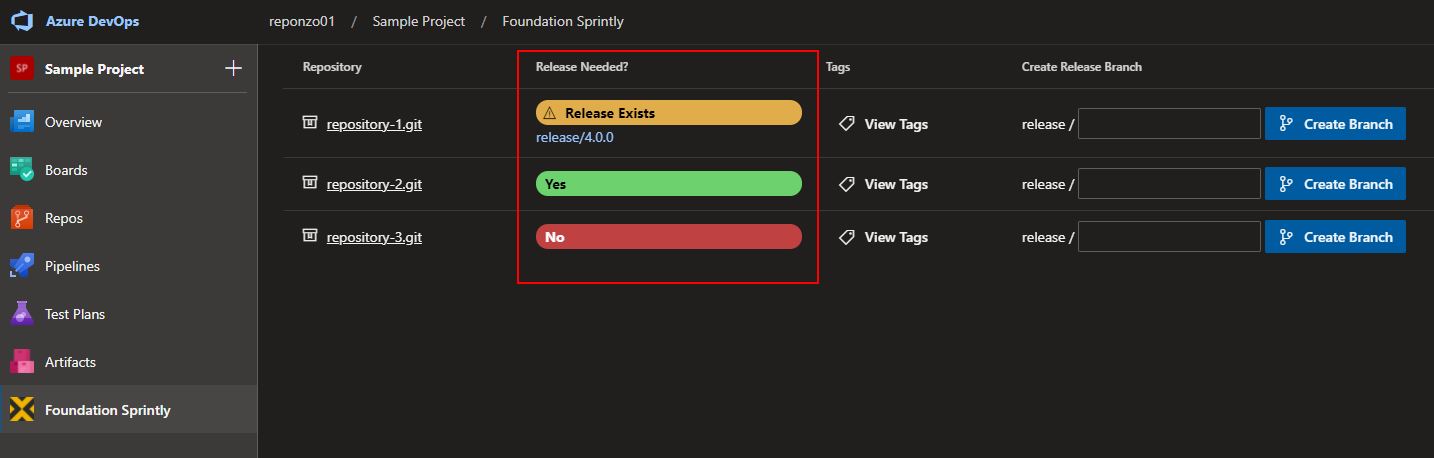 Azure DevOps
reponzo01 / Sample Project / Foundation Sprintly
SP Sample Project
Overview
Boards
Repos
Pipelines
Test Plans
Artifacts
Foundation Sprintly
Repository Release Needed? Tags Create Release Branch
repository-1.git Release Exists View Tags release / Create Branch
release/4.0.0
repository-2.git Yes View Tags release / Create Branch
repository-3.git No View Tags release / Create Branch